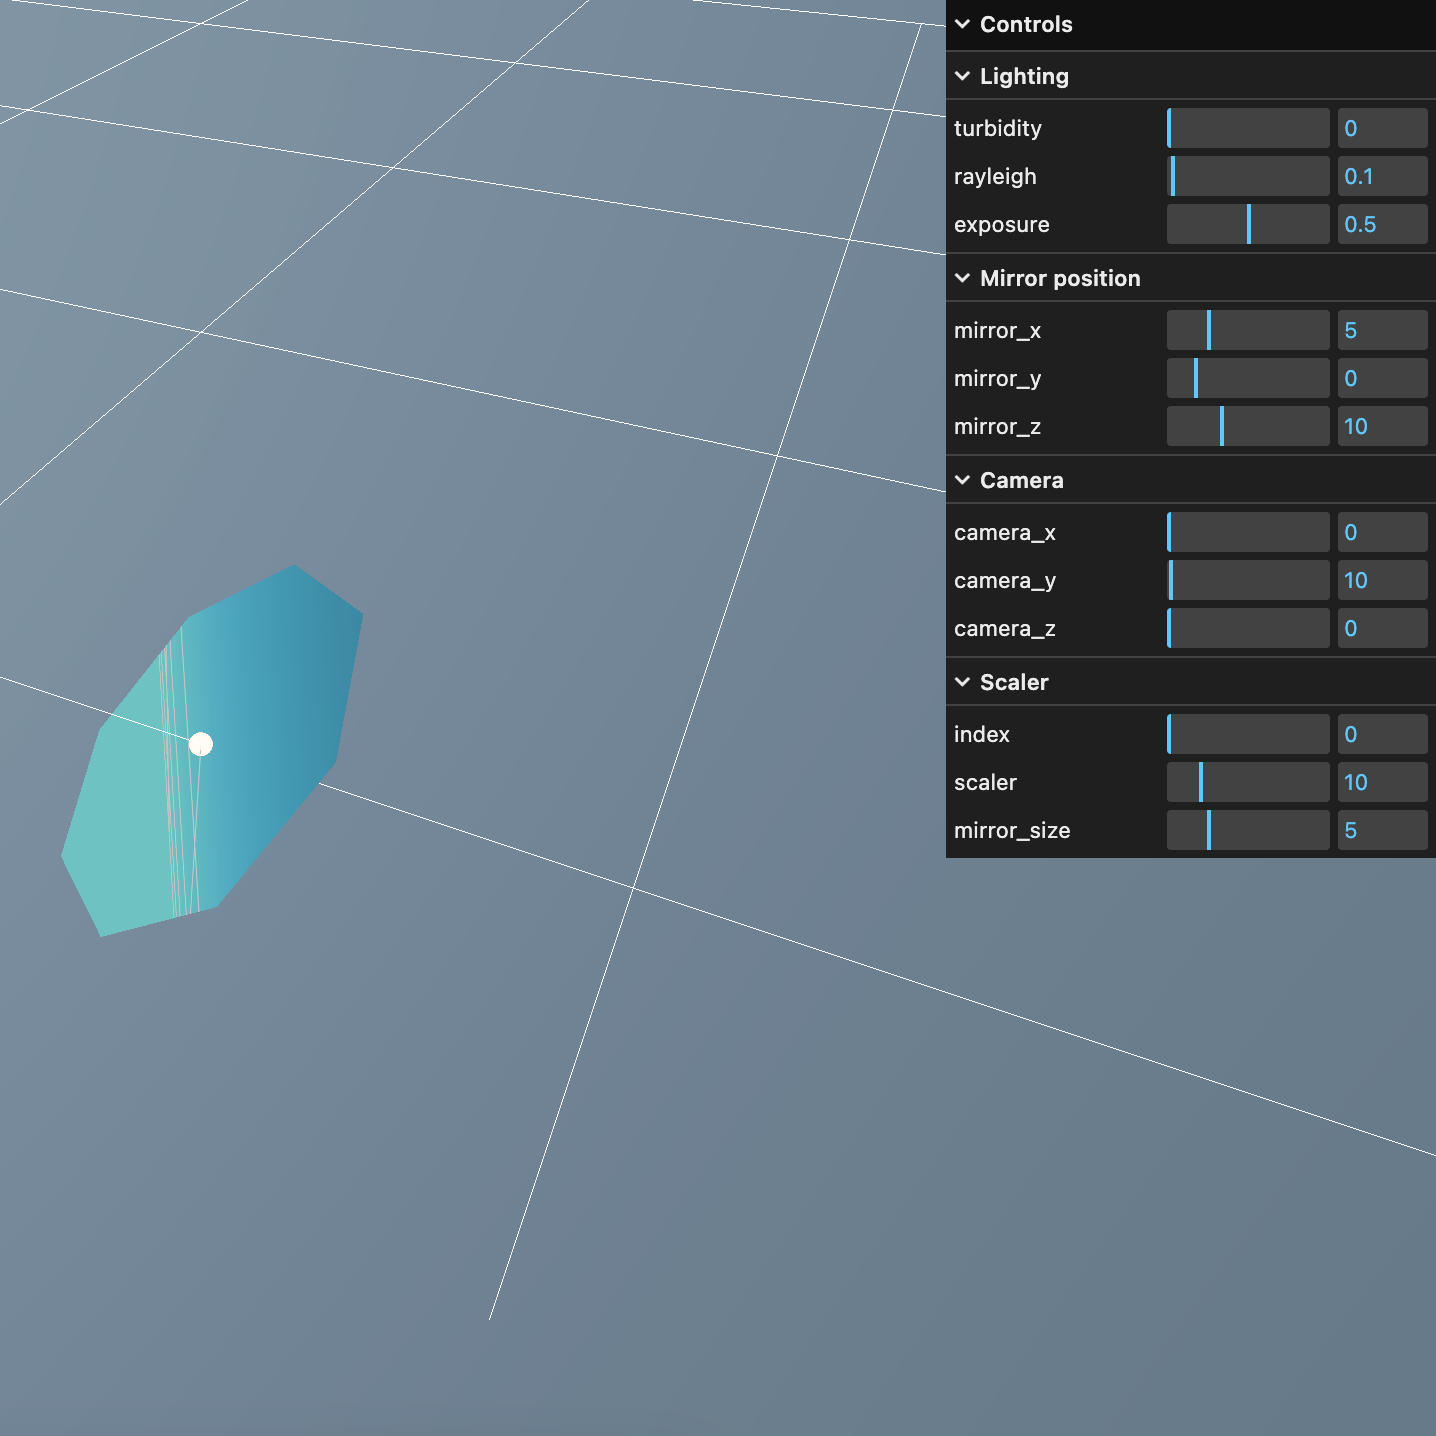 Controls
Lighting
turbidity 0
rayleigh 0.1
exposure 0.5
Mirror position
mirror_x 5
mirror_y 0
mirror_z 10
Camera
camera_x 0
camera_y 10
camera_z 0
Scaler
index 0
scaler 10
mirror_size 5